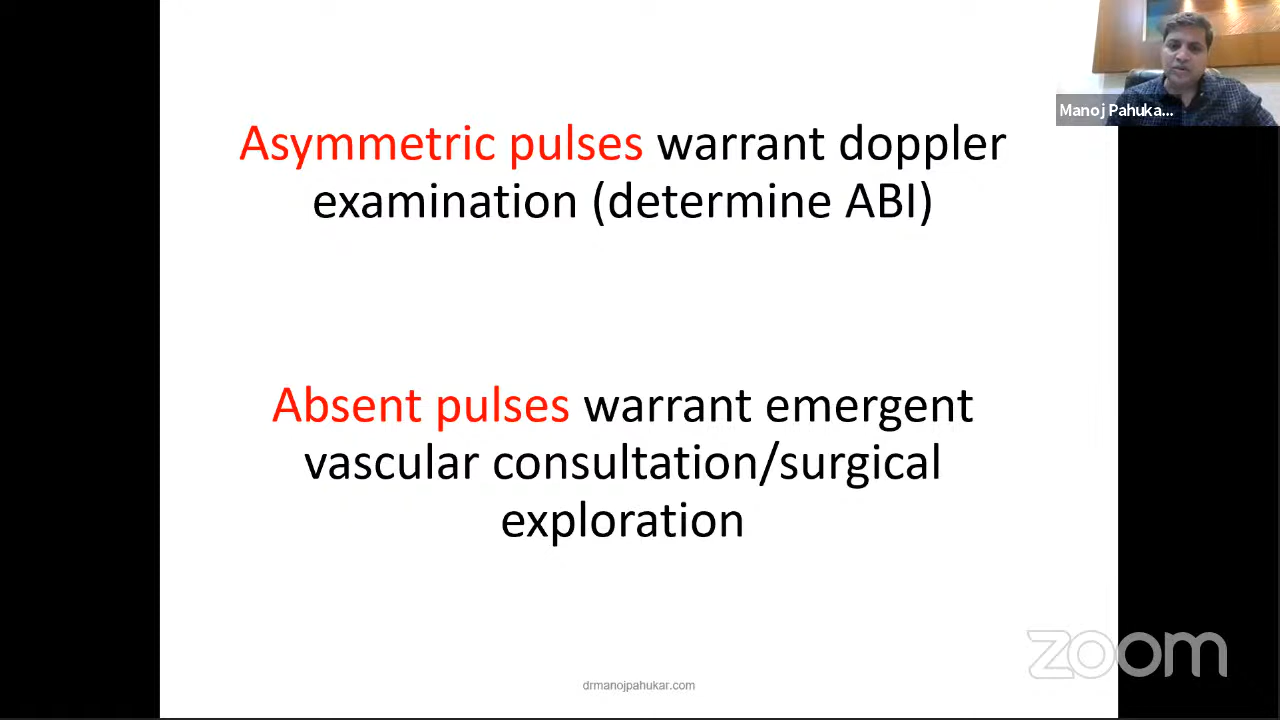 Manoj Pahuka...
Asymmetric pulses warrant doppler
examination (determine ABI)
Absent pulses warrant emergent
vascular consultation/surgical
exploration
zoom
drmanojpahukar.com